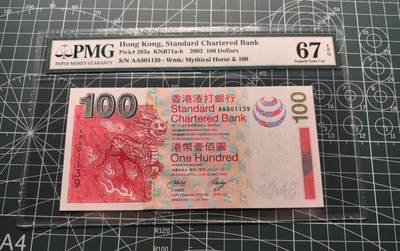 PMG
PAPER MONEY GUARANTY
Hong Kong, Standard Chartered Bank
Pick# 293a KNB71a-b 2003 100 Dollars
S/N AA801139 - Wmk: Mythical Horse & 100
67 EPQ
Superb Gem Unc
100
香港渣打銀行
Standard
Chartered Bank
港幣壹佰圓
One Hundred
AA801139
100
AA801139
A4